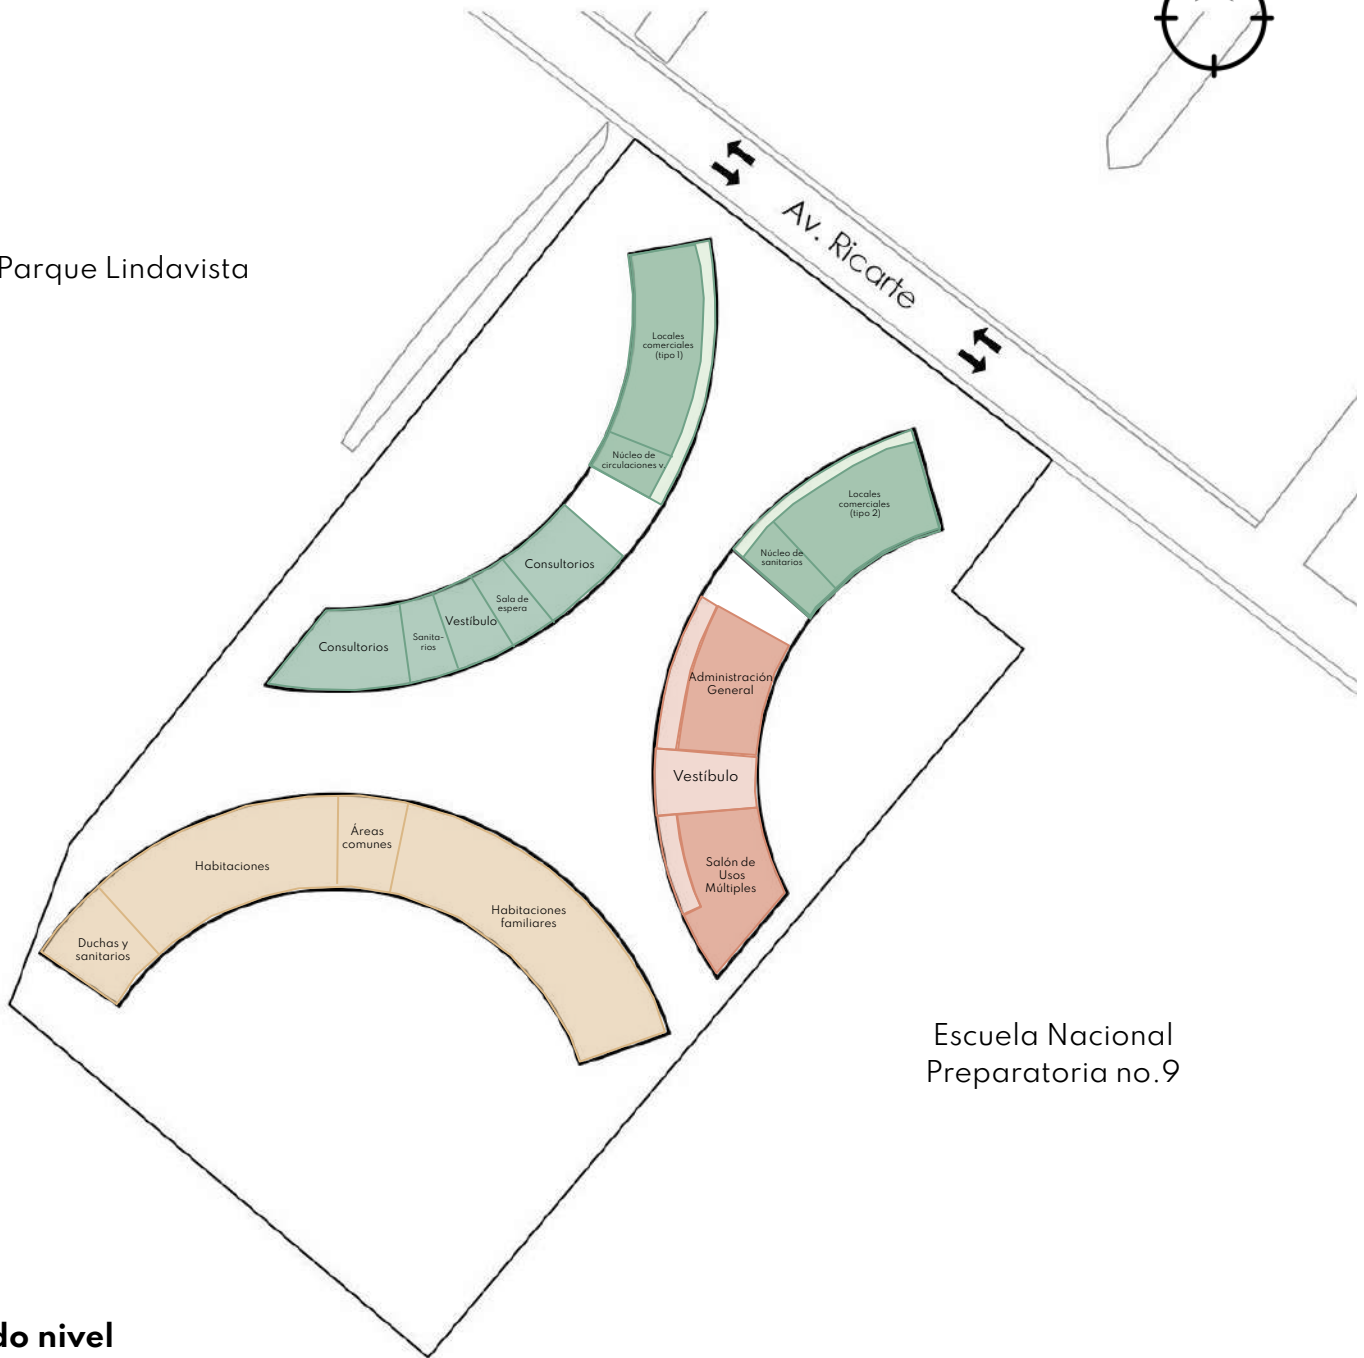 Av. Ricarte
Parque Lindavista
Locales
comerciales
(tipo 1)
Núcleo de
circulaciones v.
Locales
comerciales
(tipo 2)
Núcleo de
sanitarios
Consultorios
Sala de
espera
Vestíbulo
Sanita-
rios
Consultorios
Administración
General
Vestíbulo
Salón de
Usos
Múltiples
Áreas
comunes
Habitaciones
Habitaciones
familiares
Duchas y
sanitarios
Escuela Nacional
Preparatoria no.9
do nivel